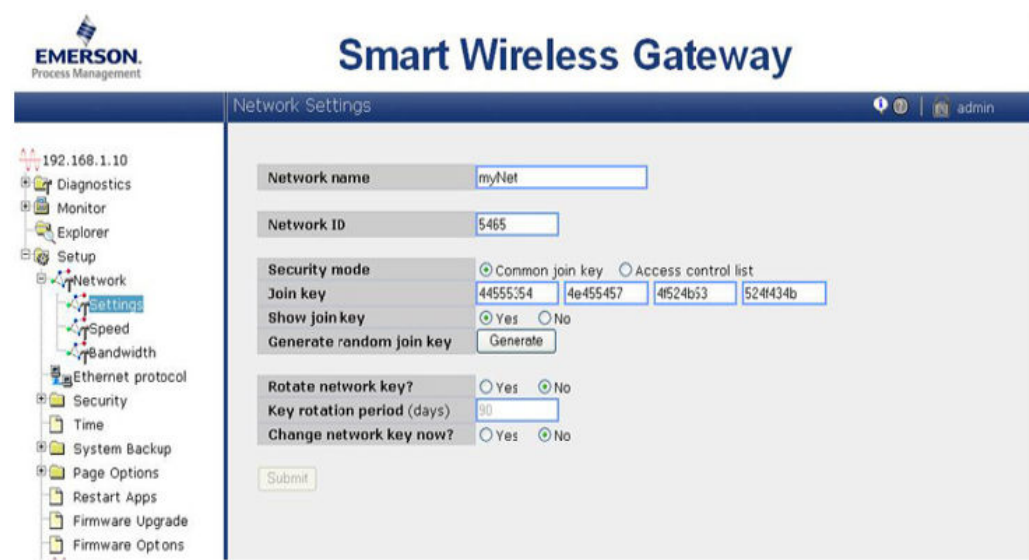 EMERSON.
Process Management
Smart Wireless Gateway
Network Settings
admin
192.168.1.10
Diagnostics
Monitor
Explorer
Setup
Network
Settings
Speed
Bandwidth
Ethernet protocol
Security
Time
System Backup
Page Options
Restart Apps
Firmware Upgrade
Firmware Optons
Network name myNet
Network ID 5465
Security mode Common join key Access control list
Join key 44555354 4e455457 4f524b53 524f434b
Show join key Yes No
Generate random join key Generate
Rotate network key? Yes No
Key rotation period (days) 90
Change network key now? Yes No
Submit